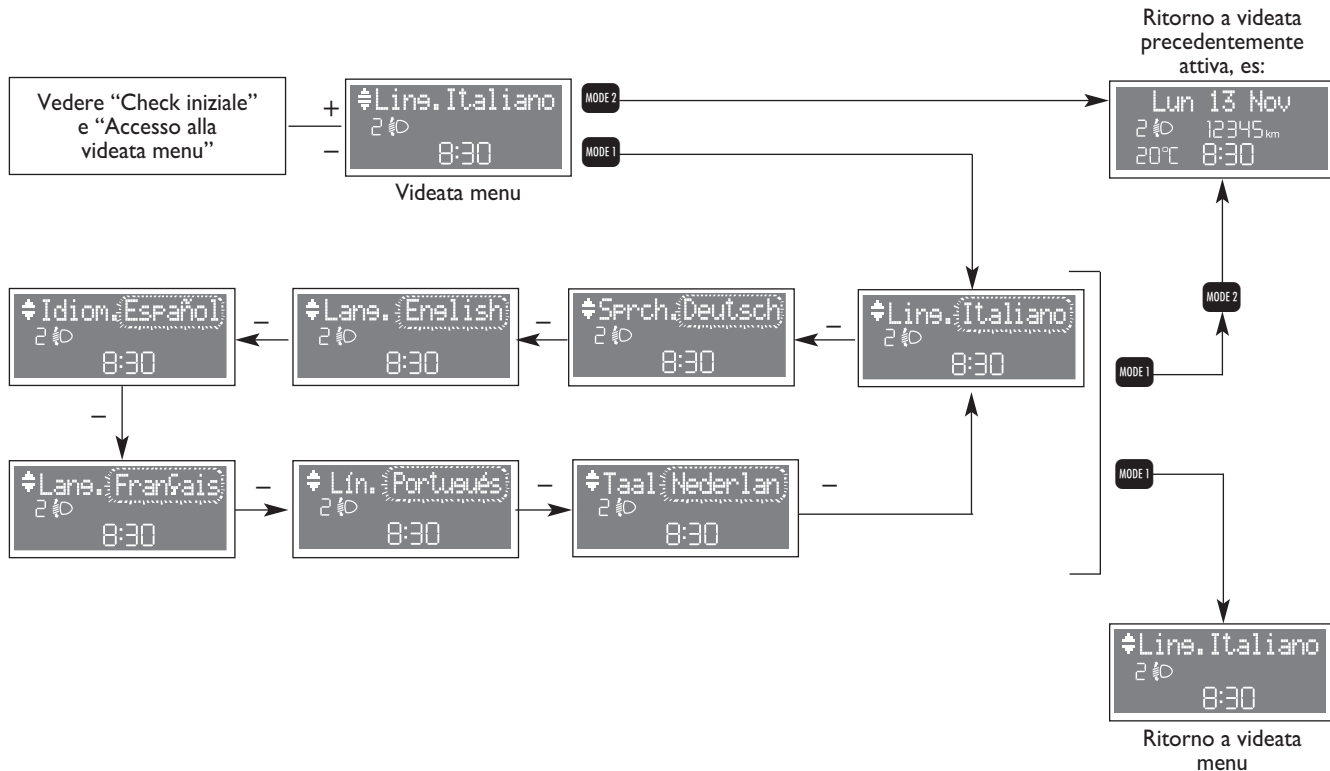 Ritorno a videata
precedentemente
attiva, es:
Vedere “Check iniziale”
e “Accesso alla
videata menu”
+
–
Ling.Italiano
2
8:30
Videata menu
MODE 2
MODE 1
Lun 13 Nov
2 12345 km
20°C 8:30
Idiom.Español
2
8:30
–
Lang.English
2
8:30
–
Sprch.Deutsch
2
8:30
–
Ling.Italiano
2
8:30
MODE 2
MODE 1
–
Lang.Français
2
8:30
–
Lín.Portugués
2
8:30
–
Taal Nederlan
2
8:30
–
MODE 1
Ling.Italiano
2
8:30
Ritorno a videata
menu